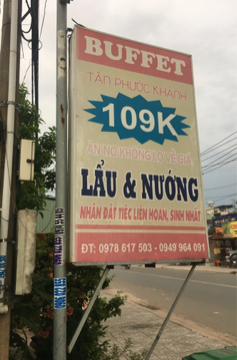 BUFFET
TÂN PHƯỚC KHÁNH
109K
ĂN NO KHÔNG LO VỀ GIÁ
LẨU & NƯỚNG
NHẬN ĐẶT TIỆC LIÊN HOAN, SINH NHẬT
ĐT: 0978 617 503 - 0949 964 091